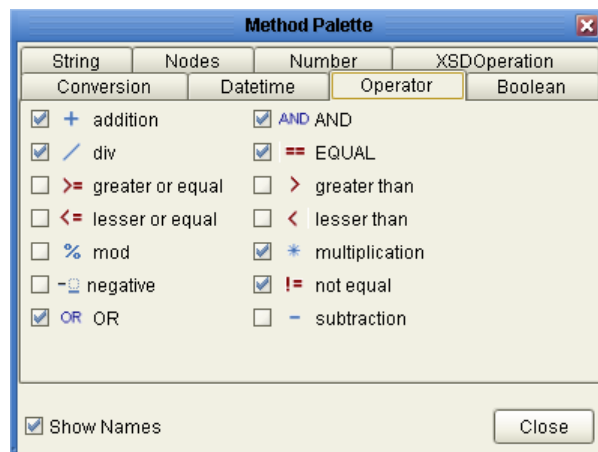 Method Palette
String Nodes Number XSDOperation
Conversion Datetime Operator Boolean
+ addition AND AND
/ div == EQUAL
>= greater or equal > greater than
<= lesser or equal < lesser than
% mod * multiplication
- negative != not equal
OR OR - subtraction
Show Names Close